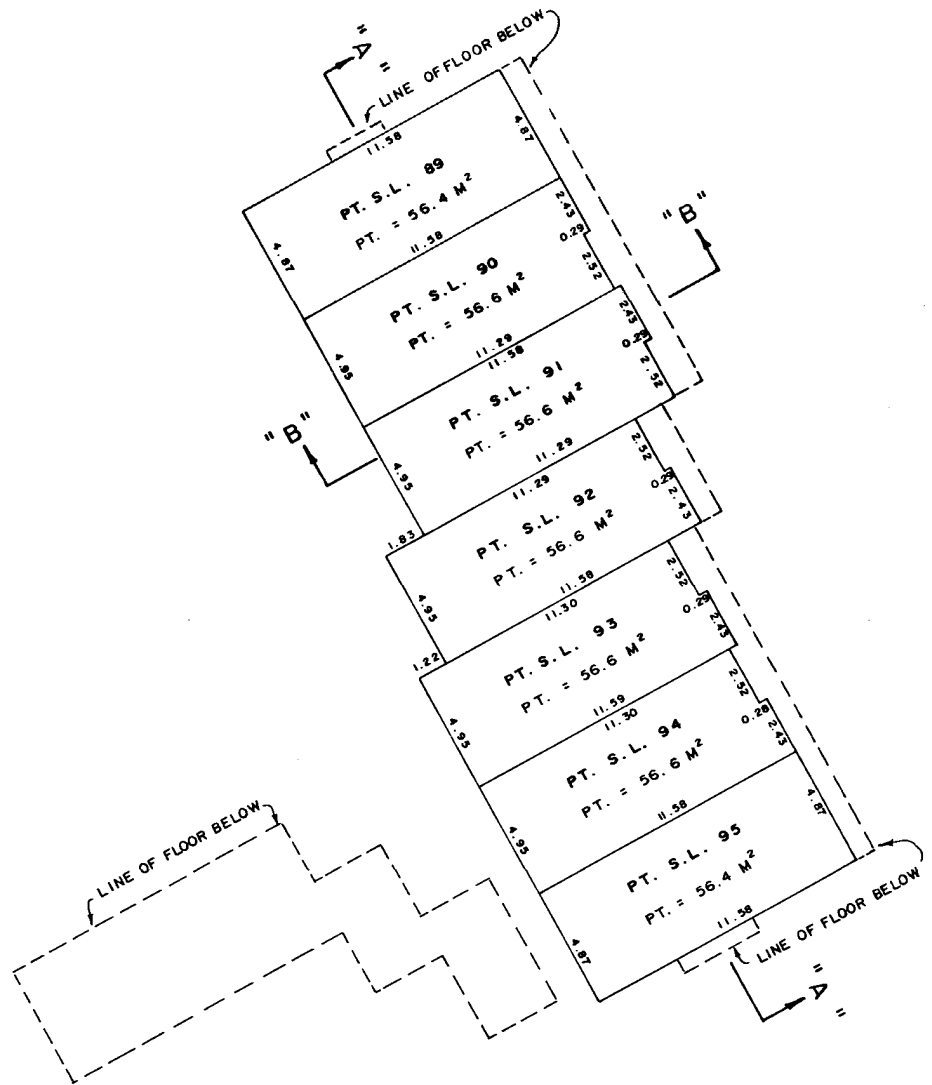 "A"
LINE OF FLOOR BELOW
11.58
4.87
PT. S.L. 89
PT. = 56.4 M²
4.87
11.58
2.43
0.29
2.52
"B"
PT. S.L. 90
PT. = 56.6 M²
4.95
11.29
11.58
2.43
0.29
2.52
PT. S.L. 91
PT. = 56.6 M²
"B"
4.95
11.29
11.29
2.52
0.29
2.43
1.83
PT. S.L. 92
PT. = 56.6 M²
4.95
11.58
11.30
2.52
0.29
2.43
1.22
PT. S.L. 93
PT. = 56.6 M²
4.95
11.59
11.30
2.52
0.28
2.43
PT. S.L. 94
PT. = 56.6 M²
4.95
11.58
4.87
PT. S.L. 95
PT. = 56.4 M²
4.87
11.58
LINE OF FLOOR BELOW
LINE OF FLOOR BELOW
"A"